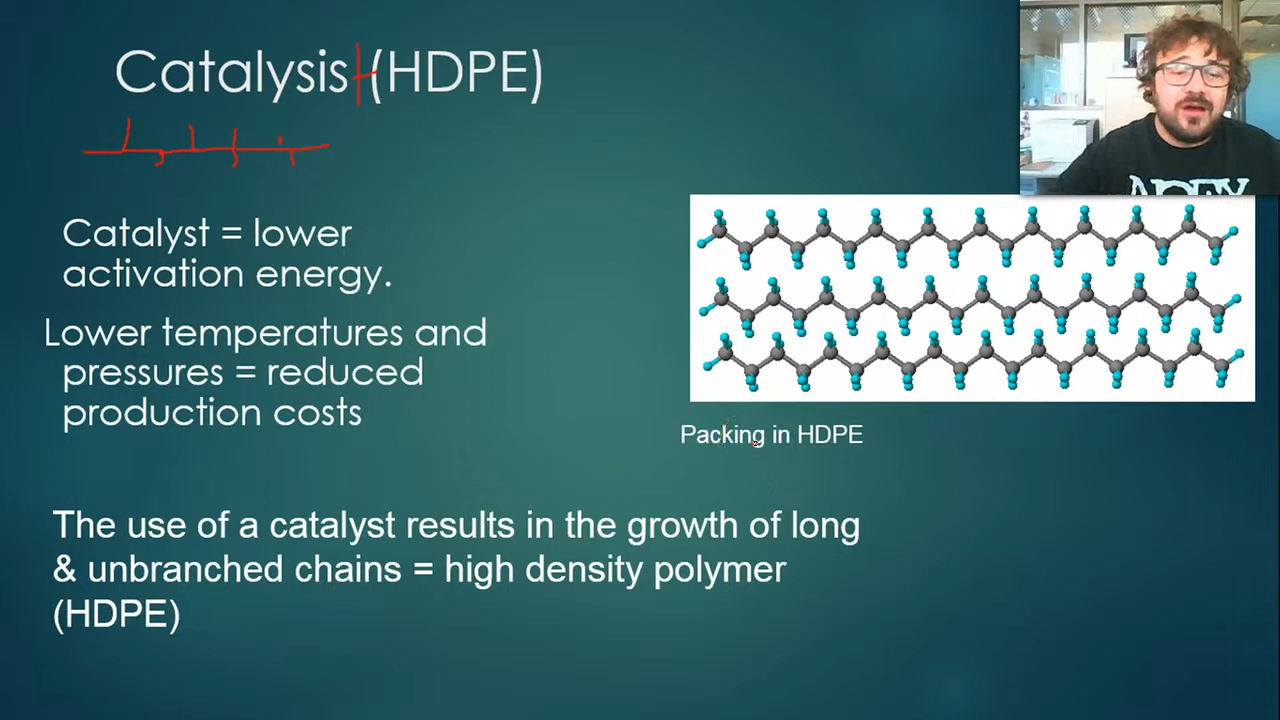 Catalysis (HDPE)
Catalyst = lower
activation energy.
Lower temperatures and
pressures = reduced
production costs
Packing in HDPE
The use of a catalyst results in the growth of long
& unbranched chains = high density polymer
(HDPE)